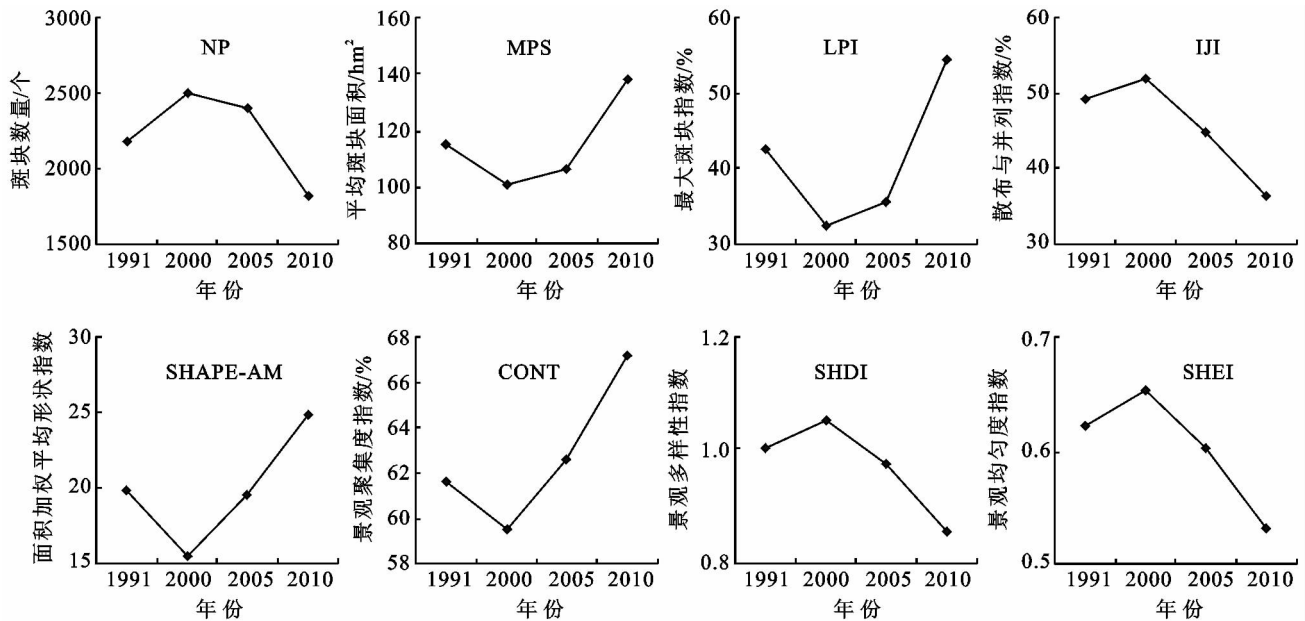 斑块数量/个
3000
2500
2000
1500
NP
1991 2000 2005 2010
年份
平均斑块面积/hm²
160
140
120
100
80
MPS
1991 2000 2005 2010
年份
最大斑块指数/%
60
50
40
30
LPI
1991 2000 2005 2010
年份
散布与并列指数/%
60
50
40
30
IJI
1991 2000 2005 2010
年份
面积加权平均形状指数
30
25
20
15
SHAPE-AM
1991 2000 2005 2010
年份
景观聚集度指数/%
68
66
64
62
60
58
CONT
1991 2000 2005 2010
年份
景观多样性指数
1.2
1.0
0.8
SHDI
1991 2000 2005 2010
年份
景观均匀度指数
0.7
0.6
0.5
SHEI
1991 2000 2005 2010
年份